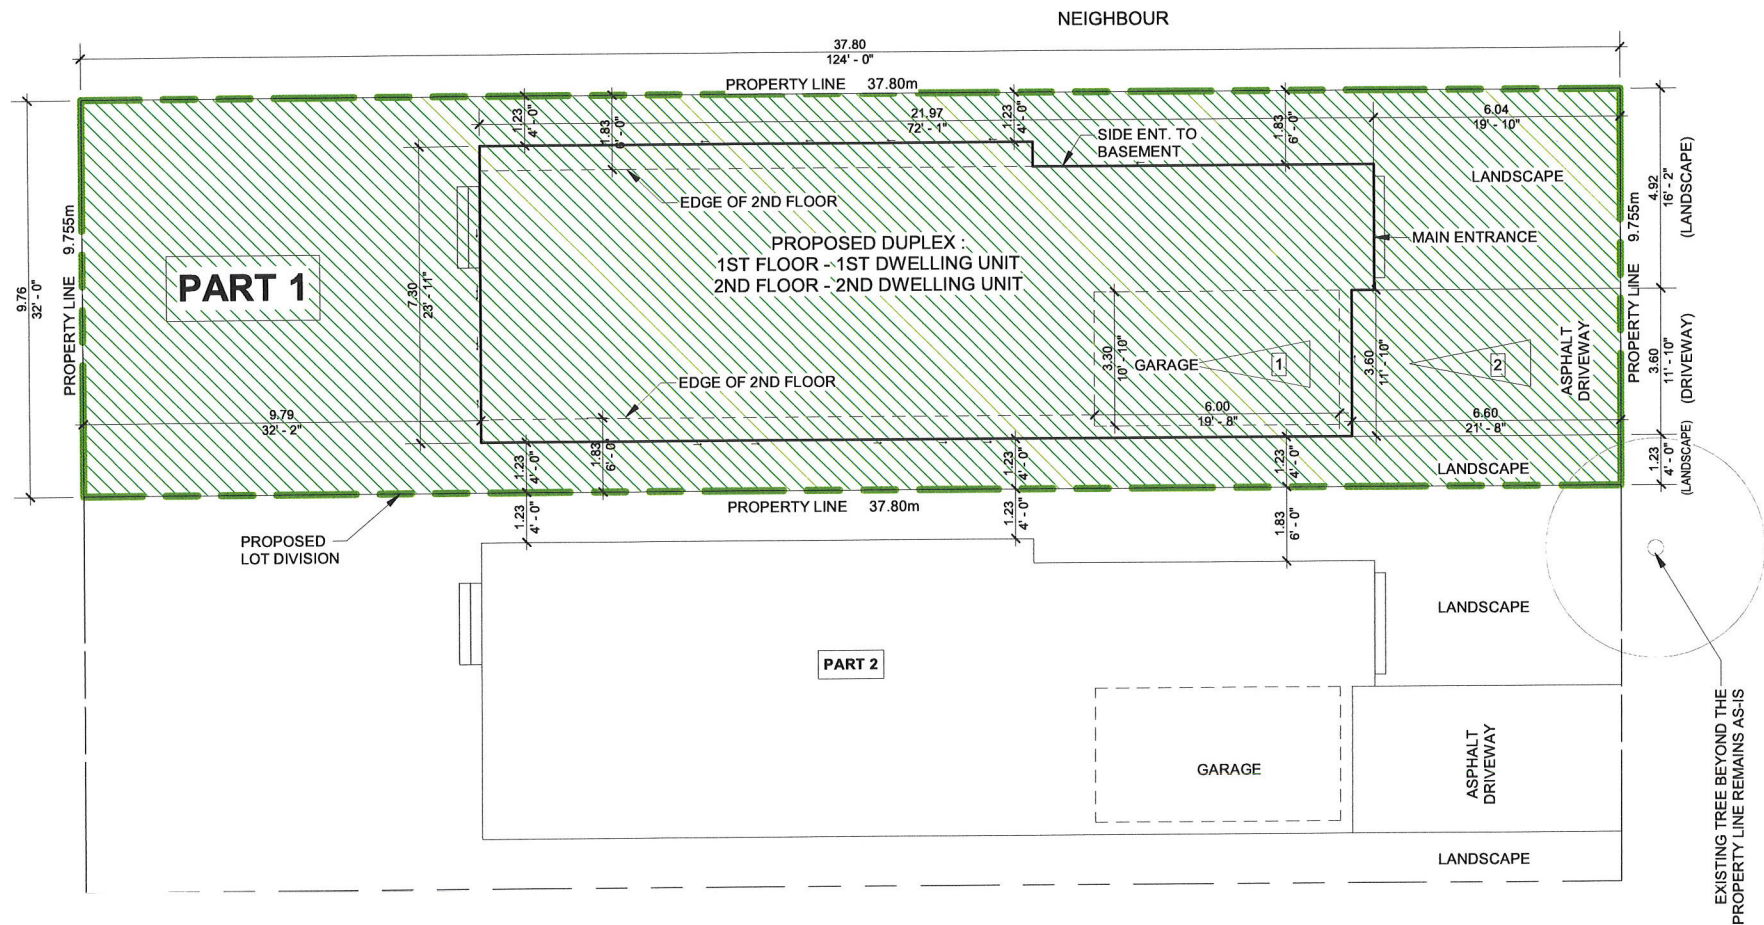 NEIGHBOUR
37.80
124' - 0"
PROPERTY LINE 37.80m
1.23
4' - 0"
1.83
6' - 0"
21.97
72' - 1"
1.23
4' - 0"
1.83
6' - 0"
6.04
19' - 10"
SIDE ENT. TO
BASEMENT
LANDSCAPE
4.92
16' - 2"
(LANDSCAPE)
EDGE OF 2ND FLOOR
MAIN ENTRANCE
PROPERTY LINE 9.755m
9.76
32' - 0"
PROPERTY LINE 9.755m
PART 1
7.30
23' - 11"
PROPOSED DUPLEX :
1ST FLOOR - 1ST DWELLING UNIT
2ND FLOOR - 2ND DWELLING UNIT
3.30
10' - 10"
GARAGE
1
3.60
11' - 10"
2
ASPHALT
DRIVEWAY
3.60
11' - 10"
(DRIVEWAY)
EDGE OF 2ND FLOOR
9.79
32' - 2"
6.00
19' - 8"
6.60
21' - 8"
1.23
4' - 0"
1.83
6' - 0"
1.23
4' - 0"
1.23
4' - 0"
LANDSCAPE
1.23
4' - 0"
(LANDSCAPE)
PROPERTY LINE 37.80m
1.23
4' - 0"
1.23
4' - 0"
1.83
6' - 0"
PROPOSED
LOT DIVISION
LANDSCAPE
PART 2
GARAGE
ASPHALT
DRIVEWAY
LANDSCAPE
EXISTING TREE BEYOND THE
PROPERTY LINE REMAINS AS-IS